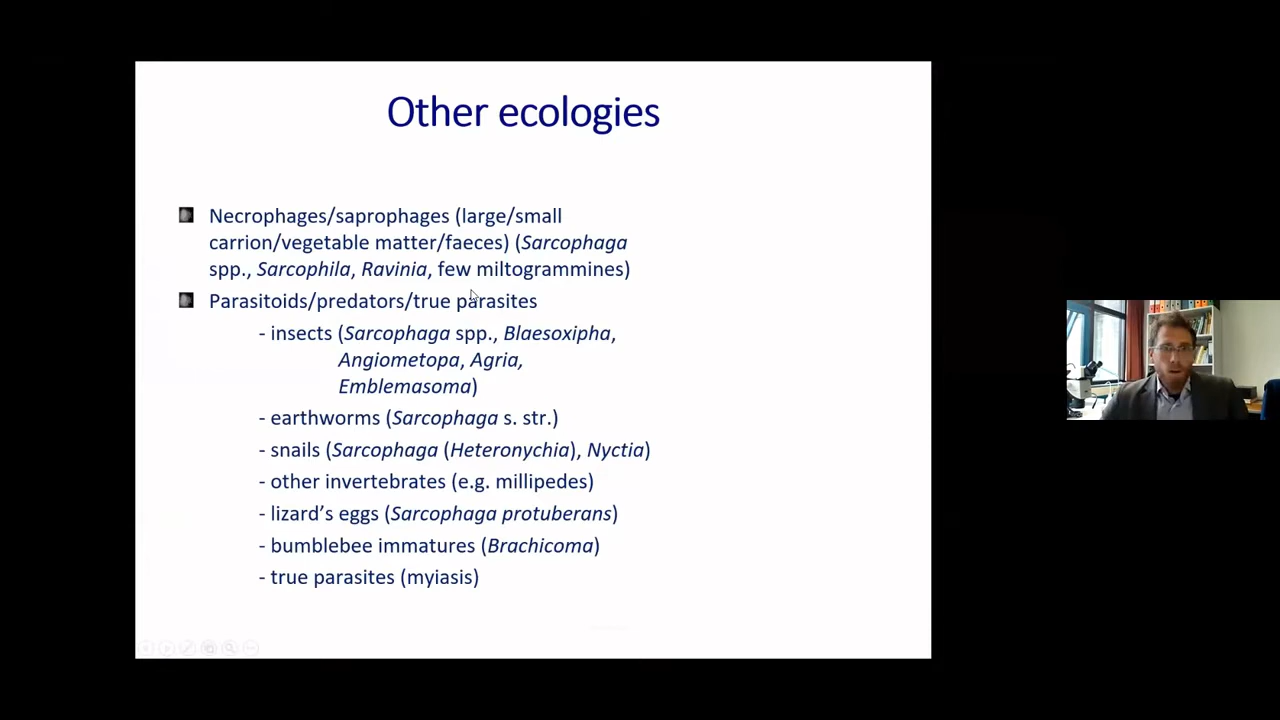 Other ecologies
Necrophages/saprophages (large/small
carrion/vegetable matter/faeces) (Sarcophaga
spp., Sarcophila, Ravinia, few miltogrammines)
Parasitoids/predators/true parasites
- insects (Sarcophaga spp., Blaesoxipha,
Angiometopa, Agria,
Emblemasoma)
- earthworms (Sarcophaga s. str.)
- snails (Sarcophaga (Heteronychia), Nyctia)
- other invertebrates (e.g. millipedes)
- lizard’s eggs (Sarcophaga protuberans)
- bumblebee immatures (Brachicoma)
- true parasites (myiasis)